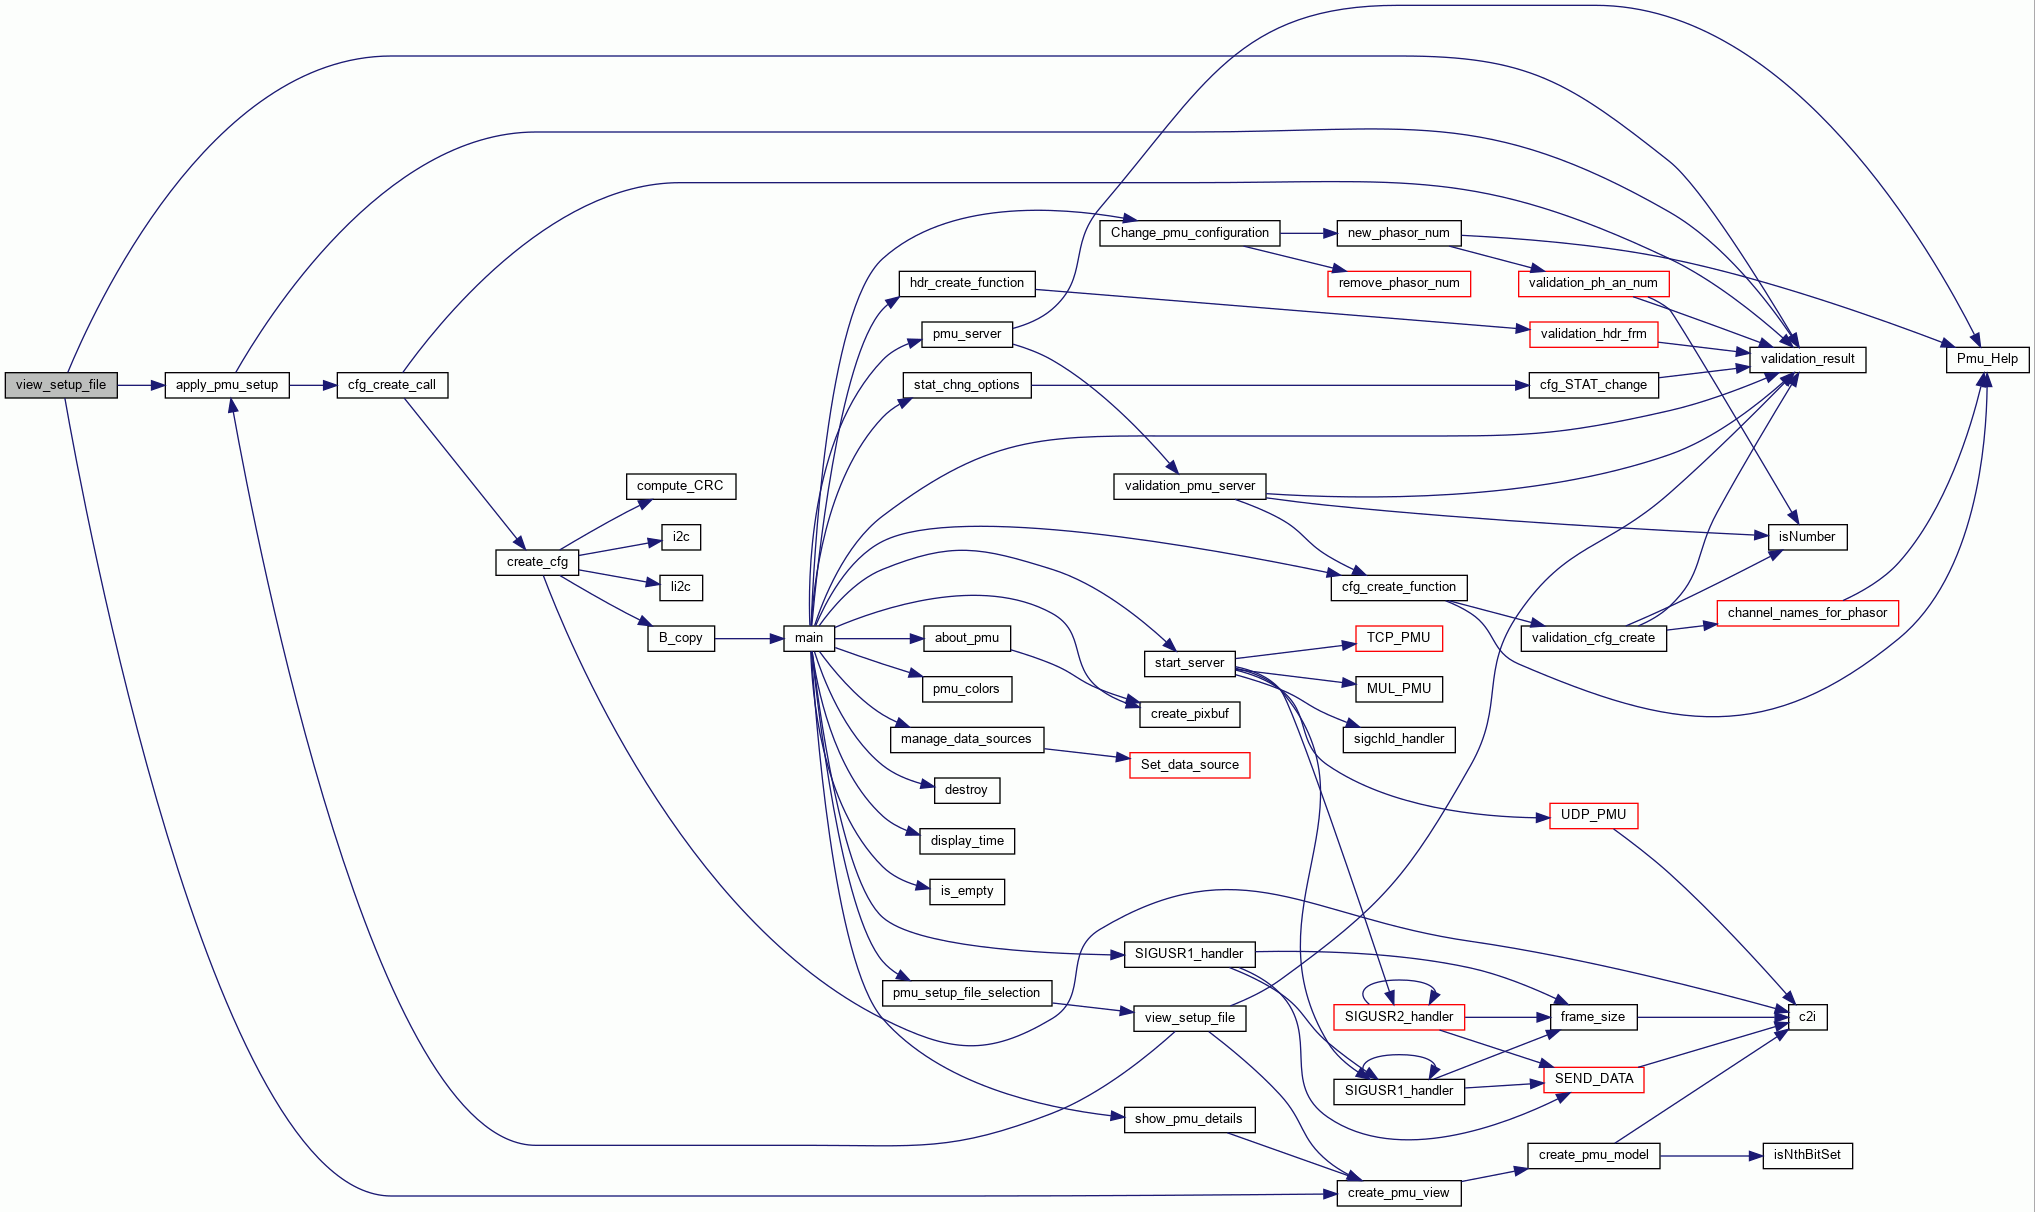 view_setup_file
apply_pmu_setup
cfg_create_call
create_cfg
compute_CRC
i2c
li2c
B_copy
main
Change_pmu_configuration
new_phasor_num
hdr_create_function
remove_phasor_num
validation_ph_an_num
pmu_server
validation_hdr_frm
validation_result
Pmu_Help
stat_chng_options
cfg_STAT_change
validation_pmu_server
isNumber
cfg_create_function
channel_names_for_phasor
validation_cfg_create
about_pmu
start_server
TCP_PMU
pmu_colors
MUL_PMU
create_pixbuf
manage_data_sources
sigchld_handler
Set_data_source
destroy
UDP_PMU
display_time
is_empty
SIGUSR1_handler
pmu_setup_file_selection
view_setup_file
SIGUSR2_handler
frame_size
c2i
SIGUSR1_handler
SEND_DATA
show_pmu_details
create_pmu_model
isNthBitSet
create_pmu_view